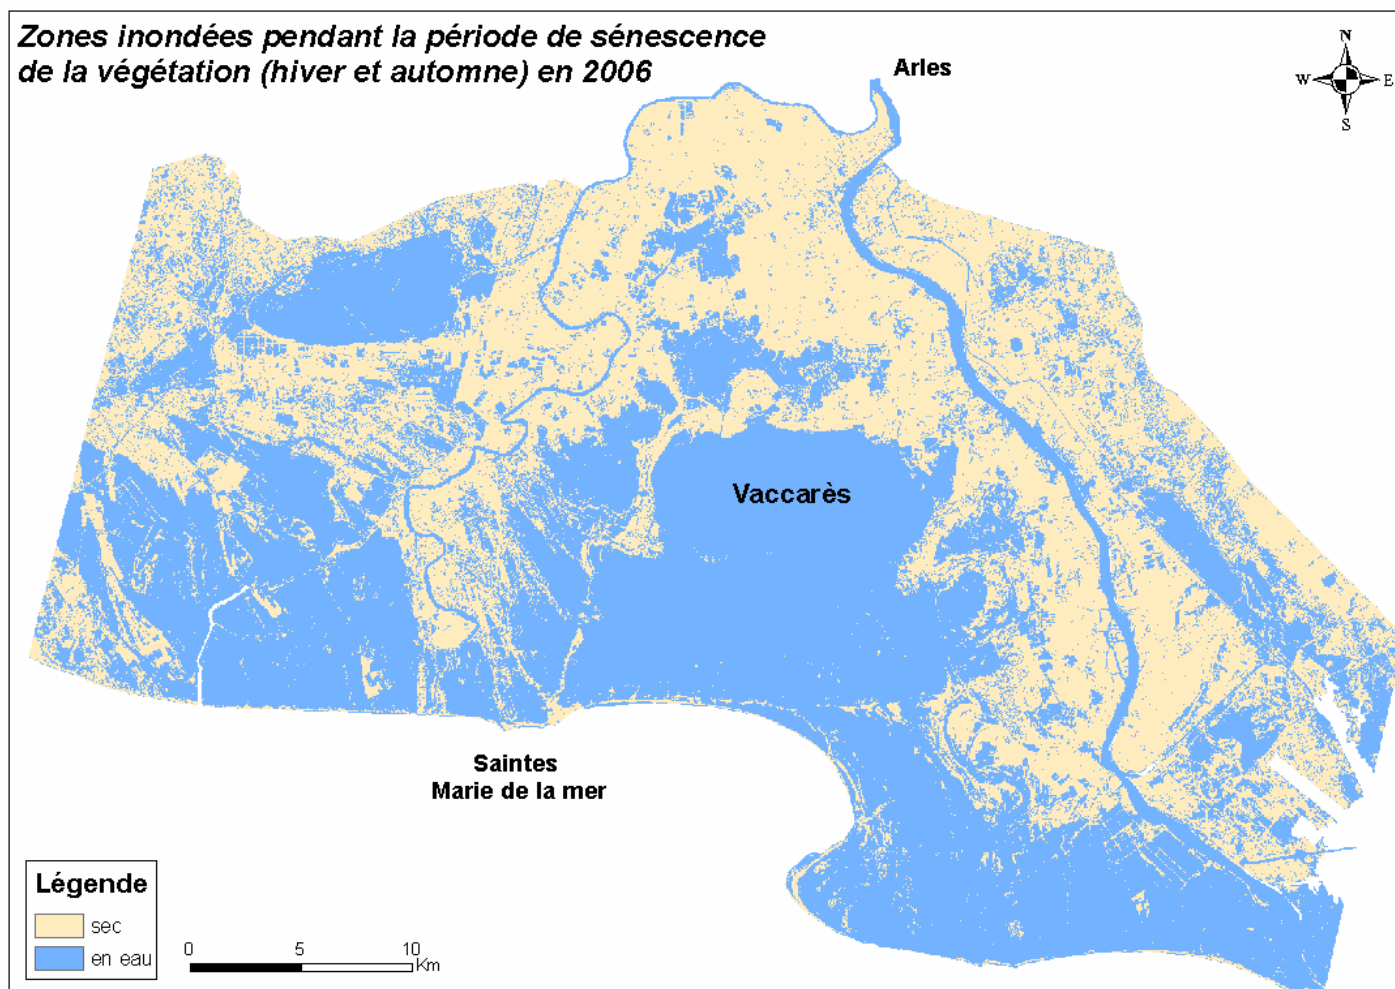 Zones inondées pendant la période de sénescence
de la végétation (hiver et automne) en 2006
Arles
N
W E
S
Vaccarès
Saintes
Marie de la mer
Légende
sec
en eau
0 5 10
Km